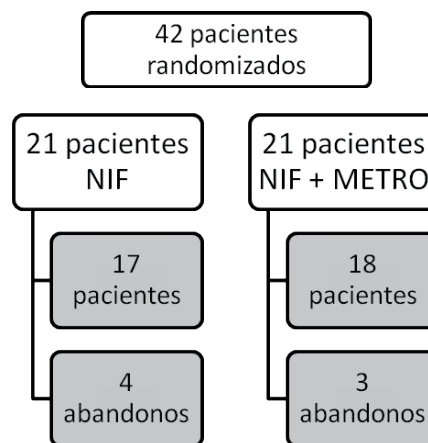 42 pacientes
randomizados
21 pacientes
NIF
21 pacientes
NIF + METRO
17
pacientes
18
pacientes
4
abandonos
3
abandonos